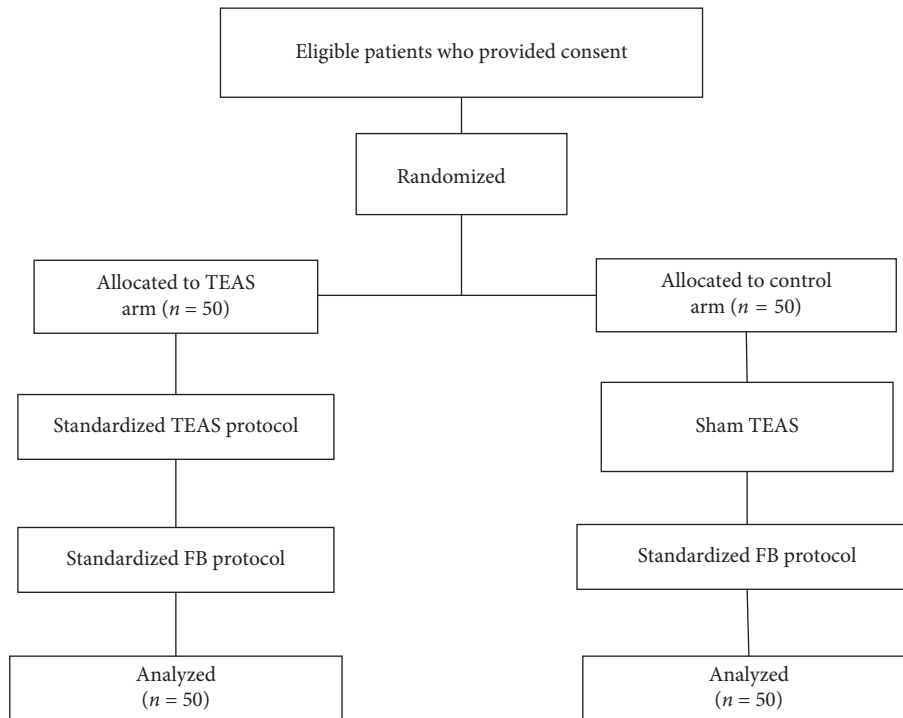 Eligible patients who provided consent
Randomized
Allocated to TEAS
arm (n = 50)
Allocated to control
arm (n = 50)
Standardized TEAS protocol
Sham TEAS
Standardized FB protocol
Standardized FB protocol
Analyzed
(n = 50)
Analyzed
(n = 50)